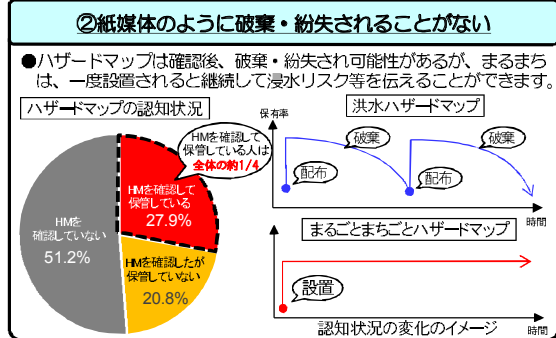 ②紙媒体のように破棄・紛失されることがない
●ハザードマップは確認後、破棄・紛失され可能性があるが、まるまち
は、一度設置されると継続して浸水リスク等を伝えることができます。
ハザードマップの認知状況
HMを確認して
保管している人は
全体の約1/4
HMを確認して
保管している
27.9%
HMを
確認していない
51.2%
HMを確認したが
保管していない
20.8%
洪水ハザードマップ
保有率
破棄
破棄
配布
配布
時間
まるごとまちごとハザードマップ
設置
時間
認知状況の変化のイメージ